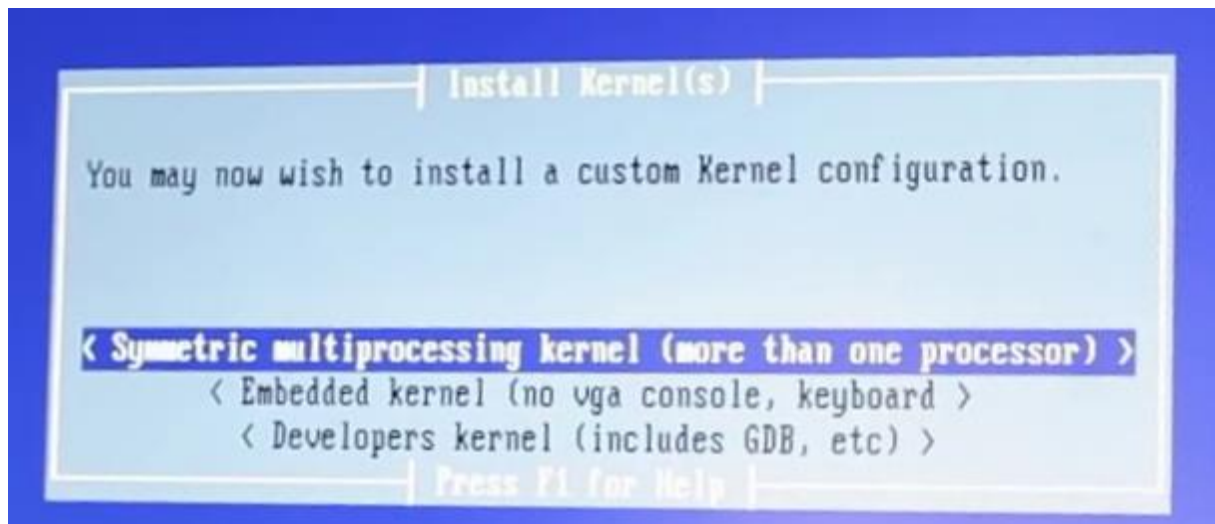 Install Kernel(s)
You may now wish to install a custom Kernel configuration.
< Symmetric multiprocessing kernel (more than one processor) >
< Embedded kernel (no vga console, keyboard >
< Developers kernel (includes GDB, etc) >
Press F1 for Help